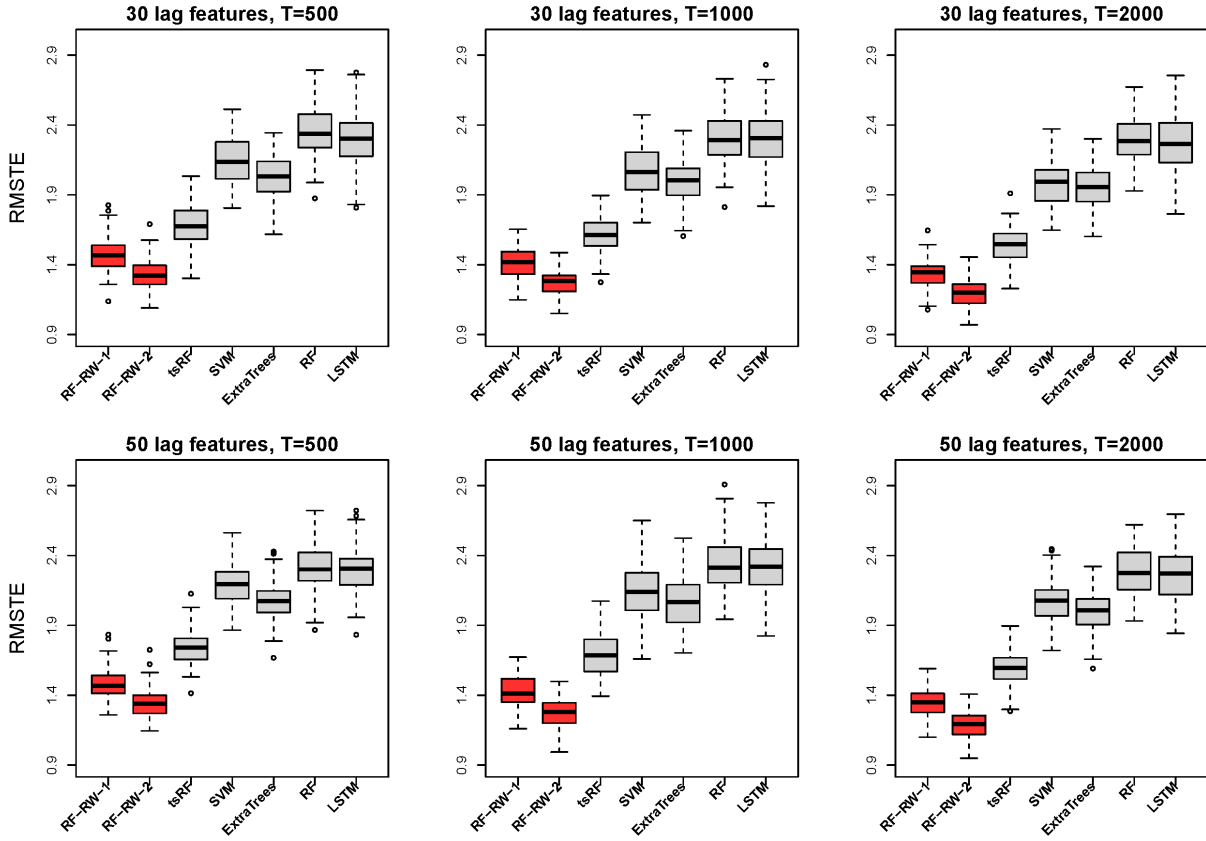 30 lag features, T=500
RMSTE
2.9
2.4
1.9
1.4
0.9
RF-RW-1
RF-RW-2
tsRF
SVM
ExtraTrees
RF
LSTM
30 lag features, T=1000
2.9
2.4
1.9
1.4
0.9
RF-RW-1
RF-RW-2
tsRF
SVM
ExtraTrees
RF
LSTM
30 lag features, T=2000
2.9
2.4
1.9
1.4
0.9
RF-RW-1
RF-RW-2
tsRF
SVM
ExtraTrees
RF
LSTM
50 lag features, T=500
RMSTE
2.9
2.4
1.9
1.4
0.9
RF-RW-1
RF-RW-2
tsRF
SVM
ExtraTrees
RF
LSTM
50 lag features, T=1000
2.9
2.4
1.9
1.4
0.9
RF-RW-1
RF-RW-2
tsRF
SVM
ExtraTrees
RF
LSTM
50 lag features, T=2000
2.9
2.4
1.9
1.4
0.9
RF-RW-1
RF-RW-2
tsRF
SVM
ExtraTrees
RF
LSTM